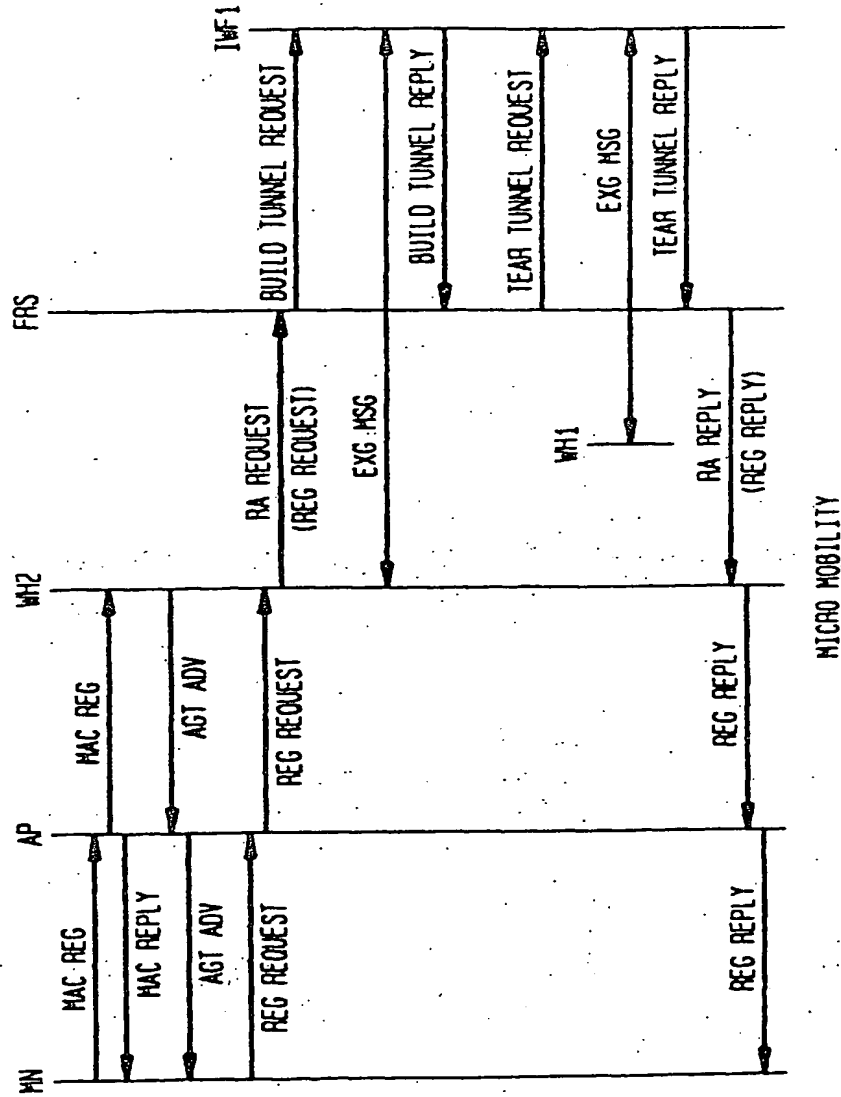 MN
AP
WH2
FRS
IWF1
MAC REG
MAC REG
MAC REPLY
AGT ADV
AGT ADV
REG REQUEST
REG REQUEST
RA REQUEST
(REG REQUEST)
BUILD TUNNEL REQUEST
EXG MSG
BUILD TUNNEL REPLY
TEAR TUNNEL REQUEST
WH1
EXG MSG
TEAR TUNNEL REPLY
RA REPLY
(REG REPLY)
REG REPLY
REG REPLY
MICRO MOBILITY